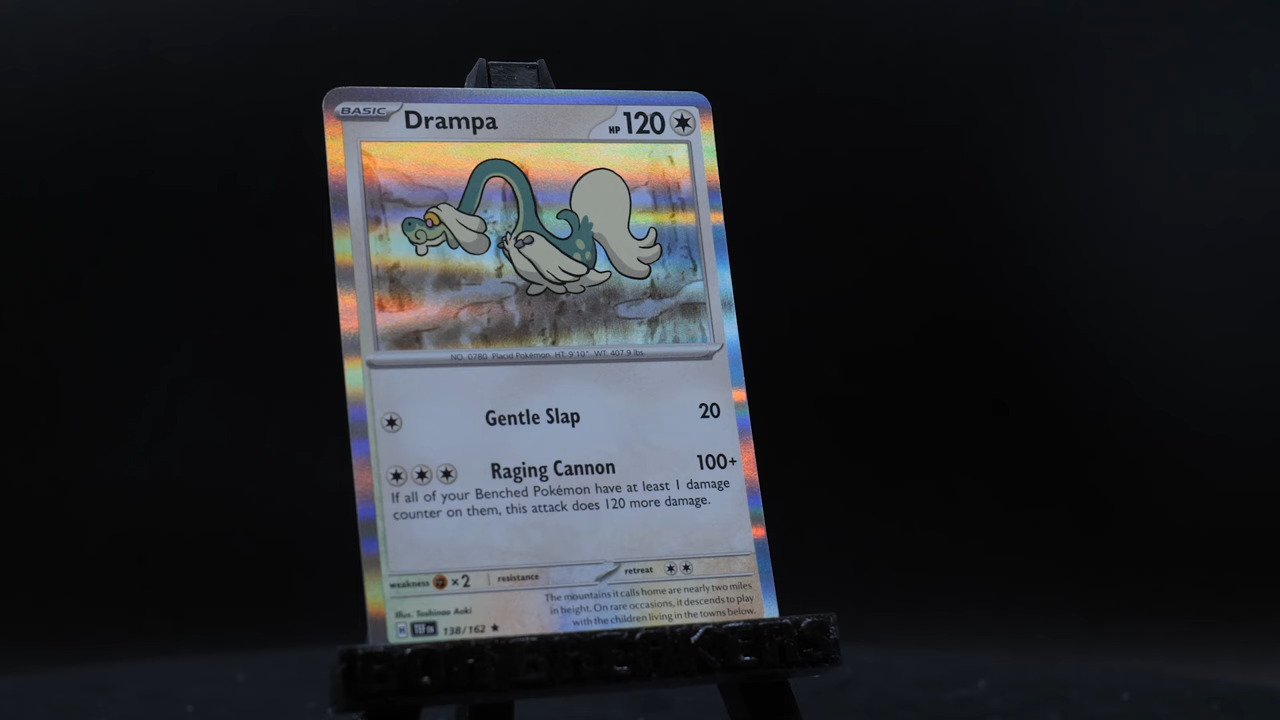 BASIC Drampa HP 120
NO. 0780 Placid Pokémon HT: 9'10" WT: 407.9 lbs.
Gentle Slap 20
Raging Cannon 100+
If all of your Benched Pokémon have at least 1 damage
counter on them, this attack does 120 more damage.
weakness ×2 resistance retreat
The mountains it calls home are nearly two miles
in height. On rare occasions, it descends to play
with the children living in the towns below.
Illus. Toshinao Aoki
H TEF EN 138/162